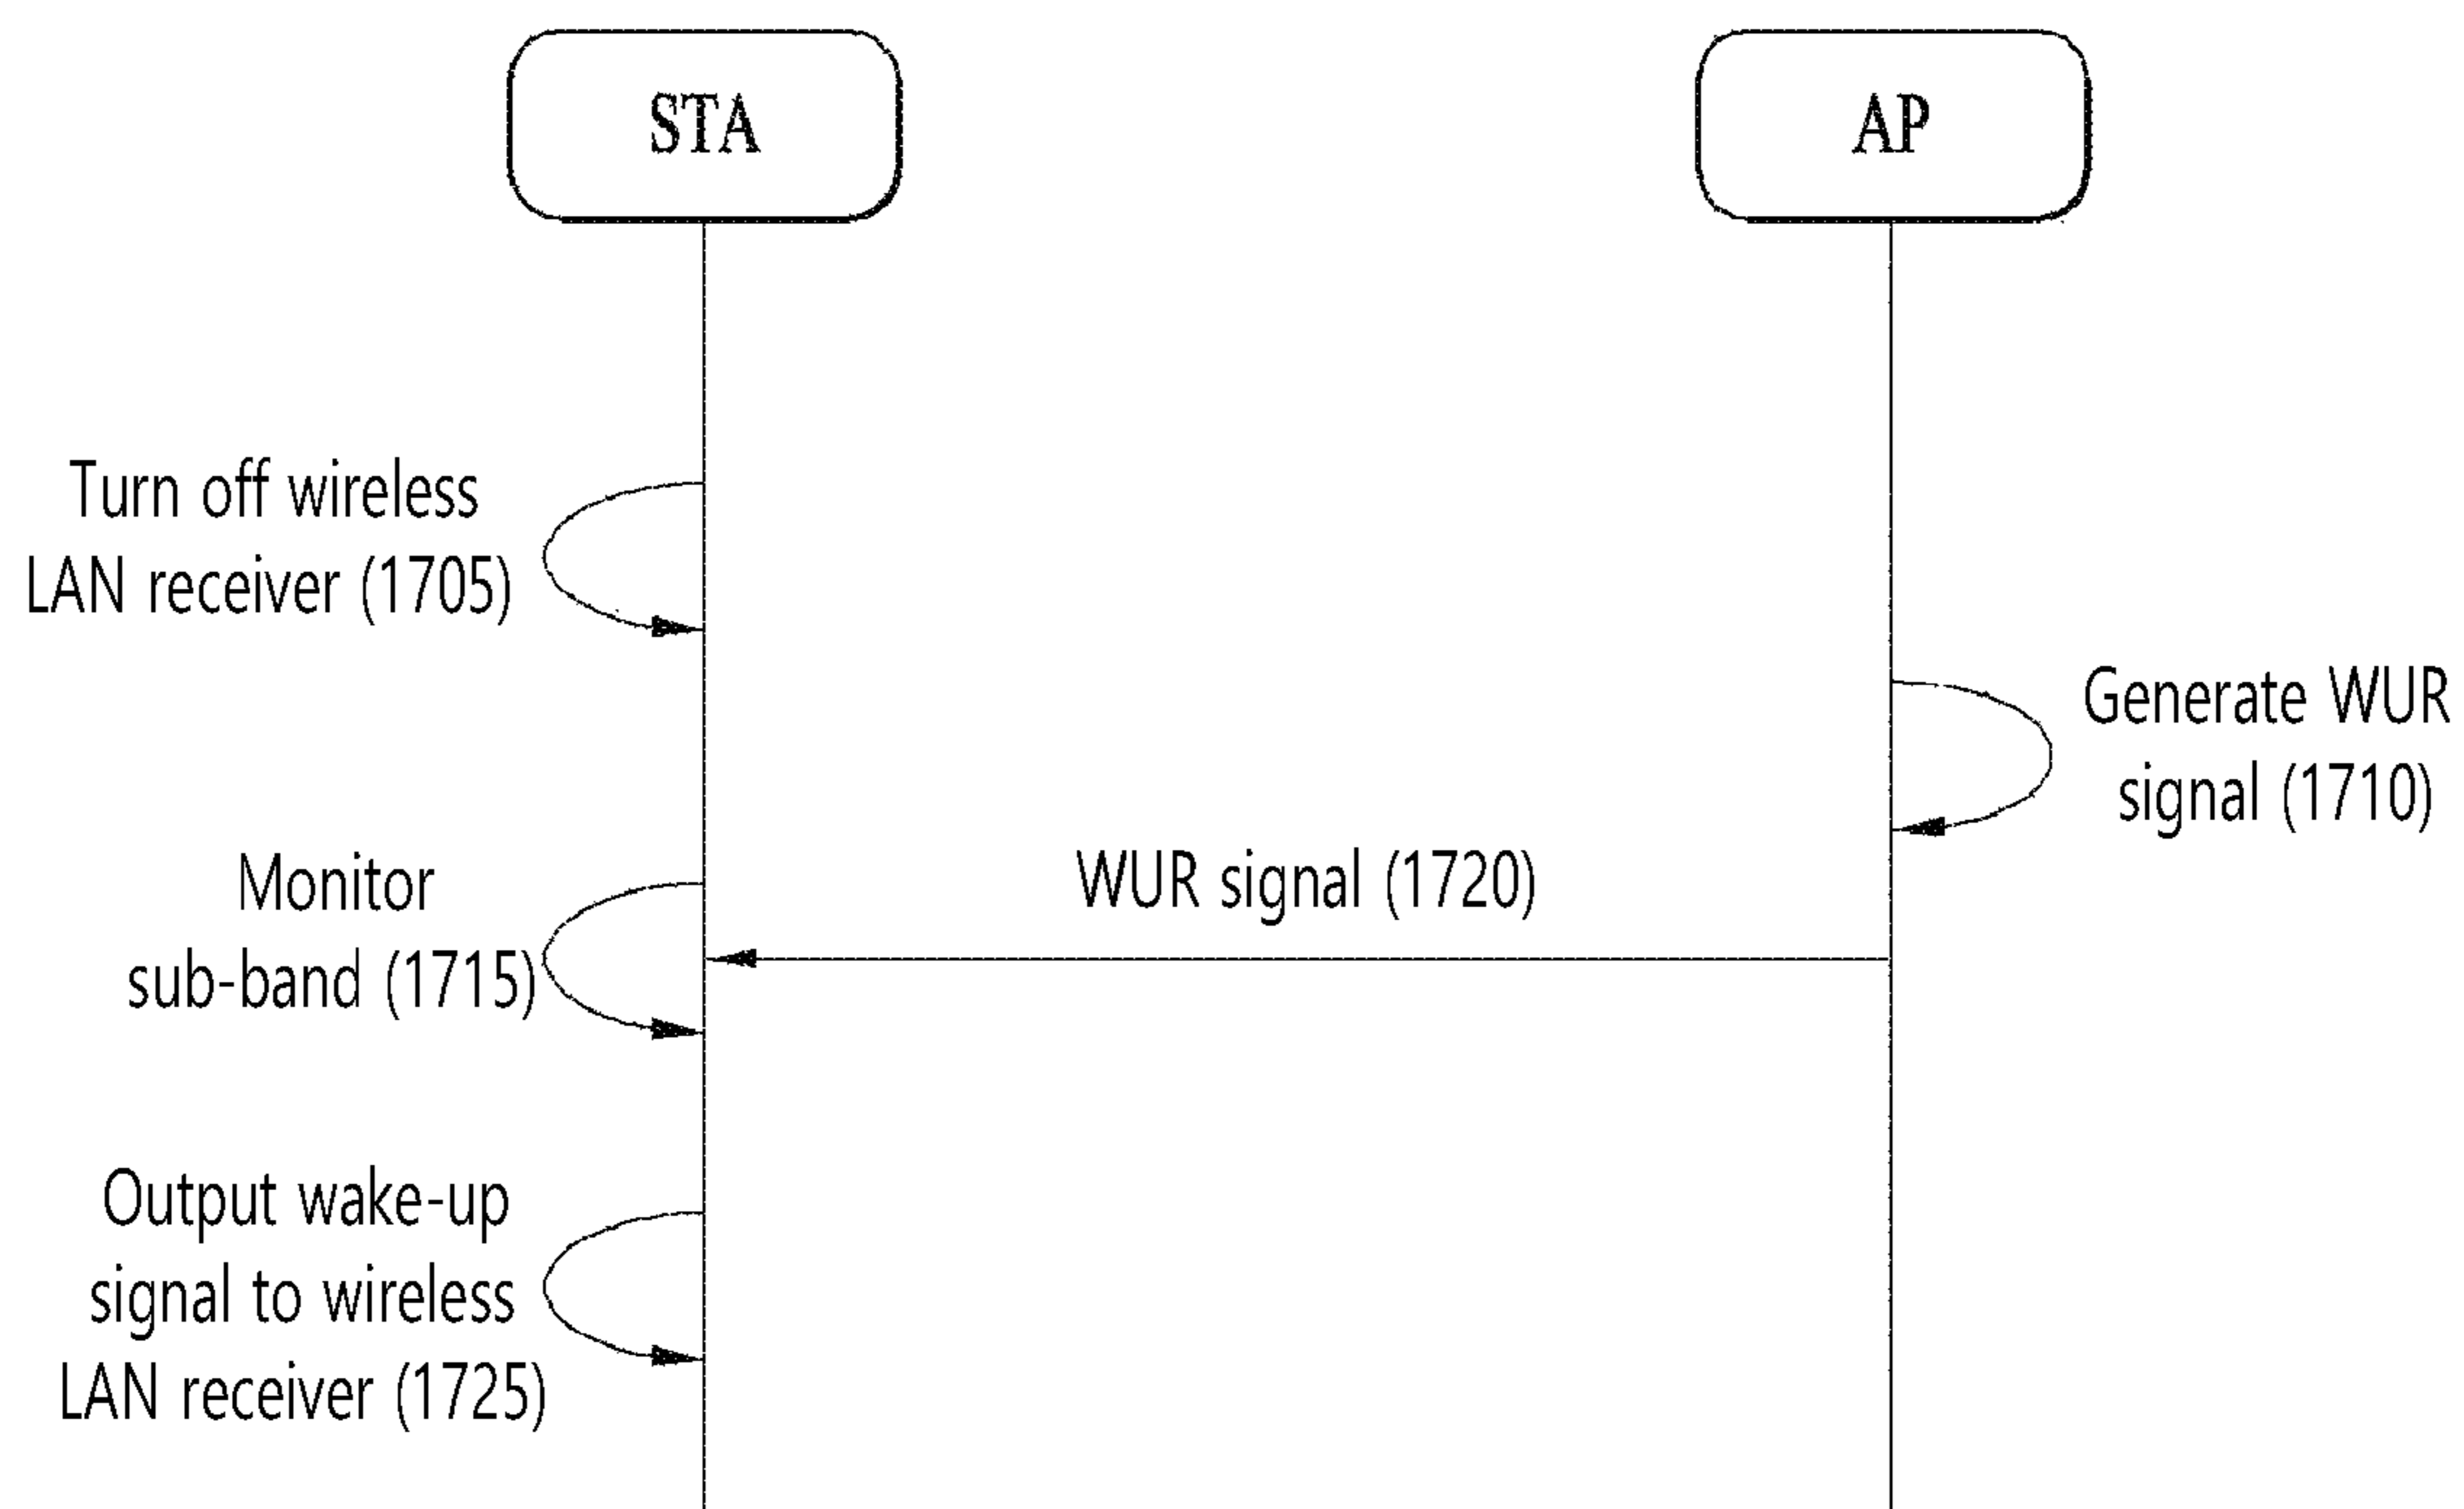 STA
AP
Turn off wireless
LAN receiver (1705)
Generate WUR
signal (1710)
Monitor
sub-band (1715)
WUR signal (1720)
Output wake-up
signal to wireless
LAN receiver (1725)